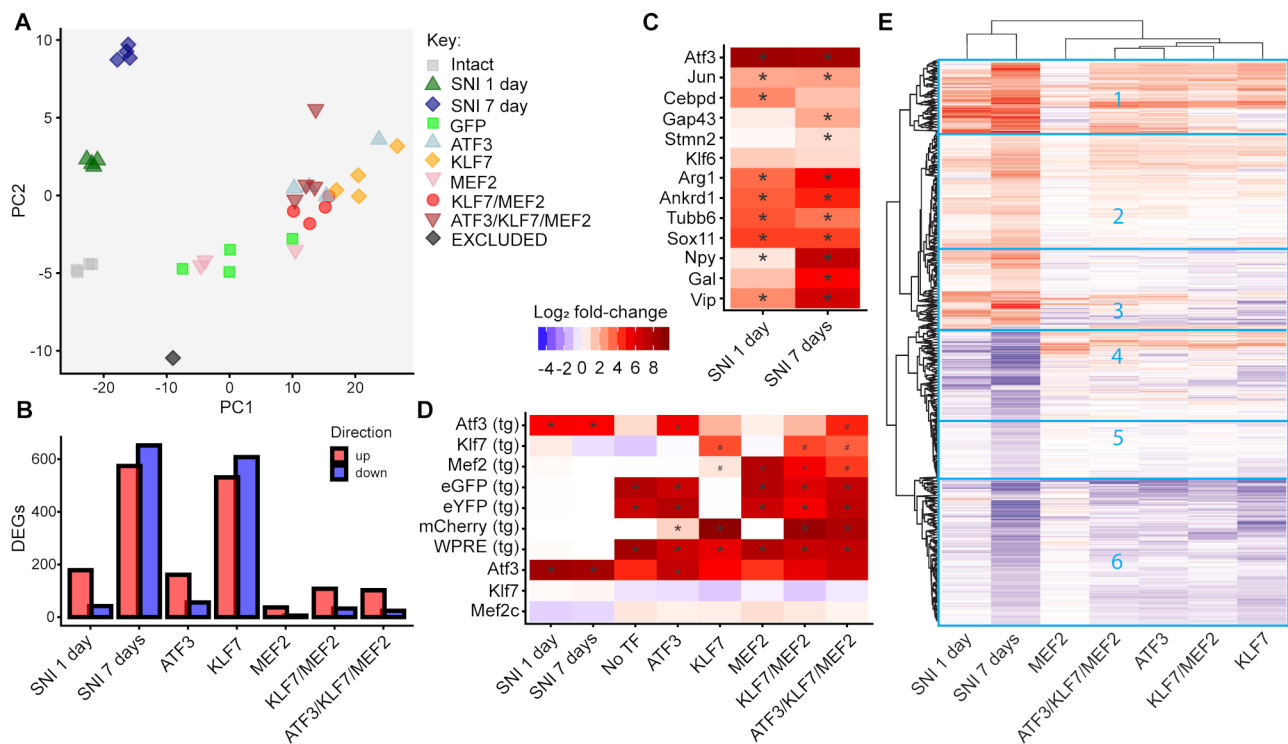 A
10
5
0
-5
-10
PC2
-20
-10
0
10
20
PC1
Key:
Intact
SNI 1 day
SNI 7 day
GFP
ATF3
KLF7
MEF2
KLF7/MEF2
ATF3/KLF7/MEF2
EXCLUDED
B
DEGs
600
400
200
0
Direction
up
down
SNI 1 day
SNI 7 days
ATF3
KLF7
MEF2
KLF7/MEF2
ATF3/KLF7/MEF2
C
Atf3 * *
Jun * *
Cebpd *
Gap43 *
Stmn2 *
Klf6
Arg1 * *
Ankrd1 * *
Tubb6 * *
Sox11 * *
Npy * *
Gal *
Vip * *
SNI 1 day
SNI 7 days
Log₂ fold-change
-4 -2 0 2 4 6 8
D
Atf3 (tg) * * * #
Klf7 (tg) # # #
Mef2 (tg) # # # #
eGFP (tg) * * * * *
eYFP (tg) * * * * *
mCherry (tg) * * * *
WPRE (tg) * * * * * *
Atf3 * * *
Klf7
Mef2c
SNI 1 day
SNI 7 days
No TF
ATF3
KLF7
MEF2
KLF7/MEF2
ATF3/KLF7/MEF2
E
1
2
3
4
5
6
SNI 1 day
SNI 7 days
MEF2
ATF3/KLF7/MEF2
ATF3
KLF7/MEF2
KLF7